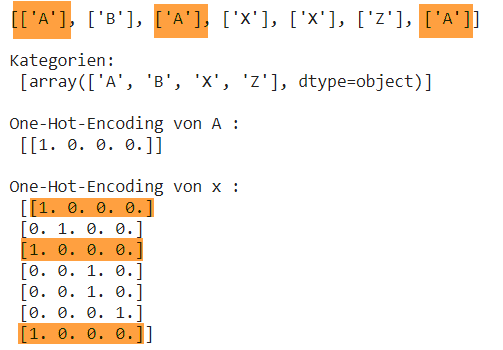 [['A'], ['B'], ['A'], ['X'], ['X'], ['Z'], ['A']]
Kategorien:
[array(['A', 'B', 'X', 'Z'], dtype=object)]
One-Hot-Encoding von A :
[[1. 0. 0. 0.]]
One-Hot-Encoding von x :
[[1. 0. 0. 0.]
[0. 1. 0. 0.]
[1. 0. 0. 0.]
[0. 0. 1. 0.]
[0. 0. 1. 0.]
[0. 0. 0. 1.]
[1. 0. 0. 0.]]